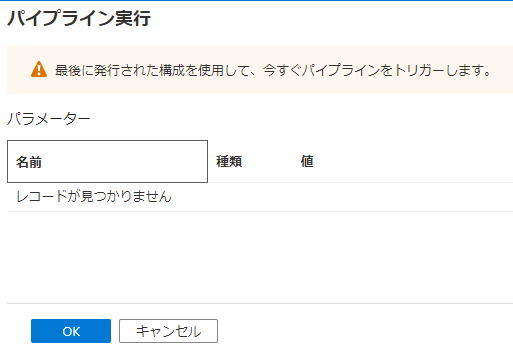 パイプライン実行
最後に発行された構成を使用して、今すぐパイプラインをトリガーします。
パラメーター
名前 種類 値
レコードが見つかりません
OK キャンセル